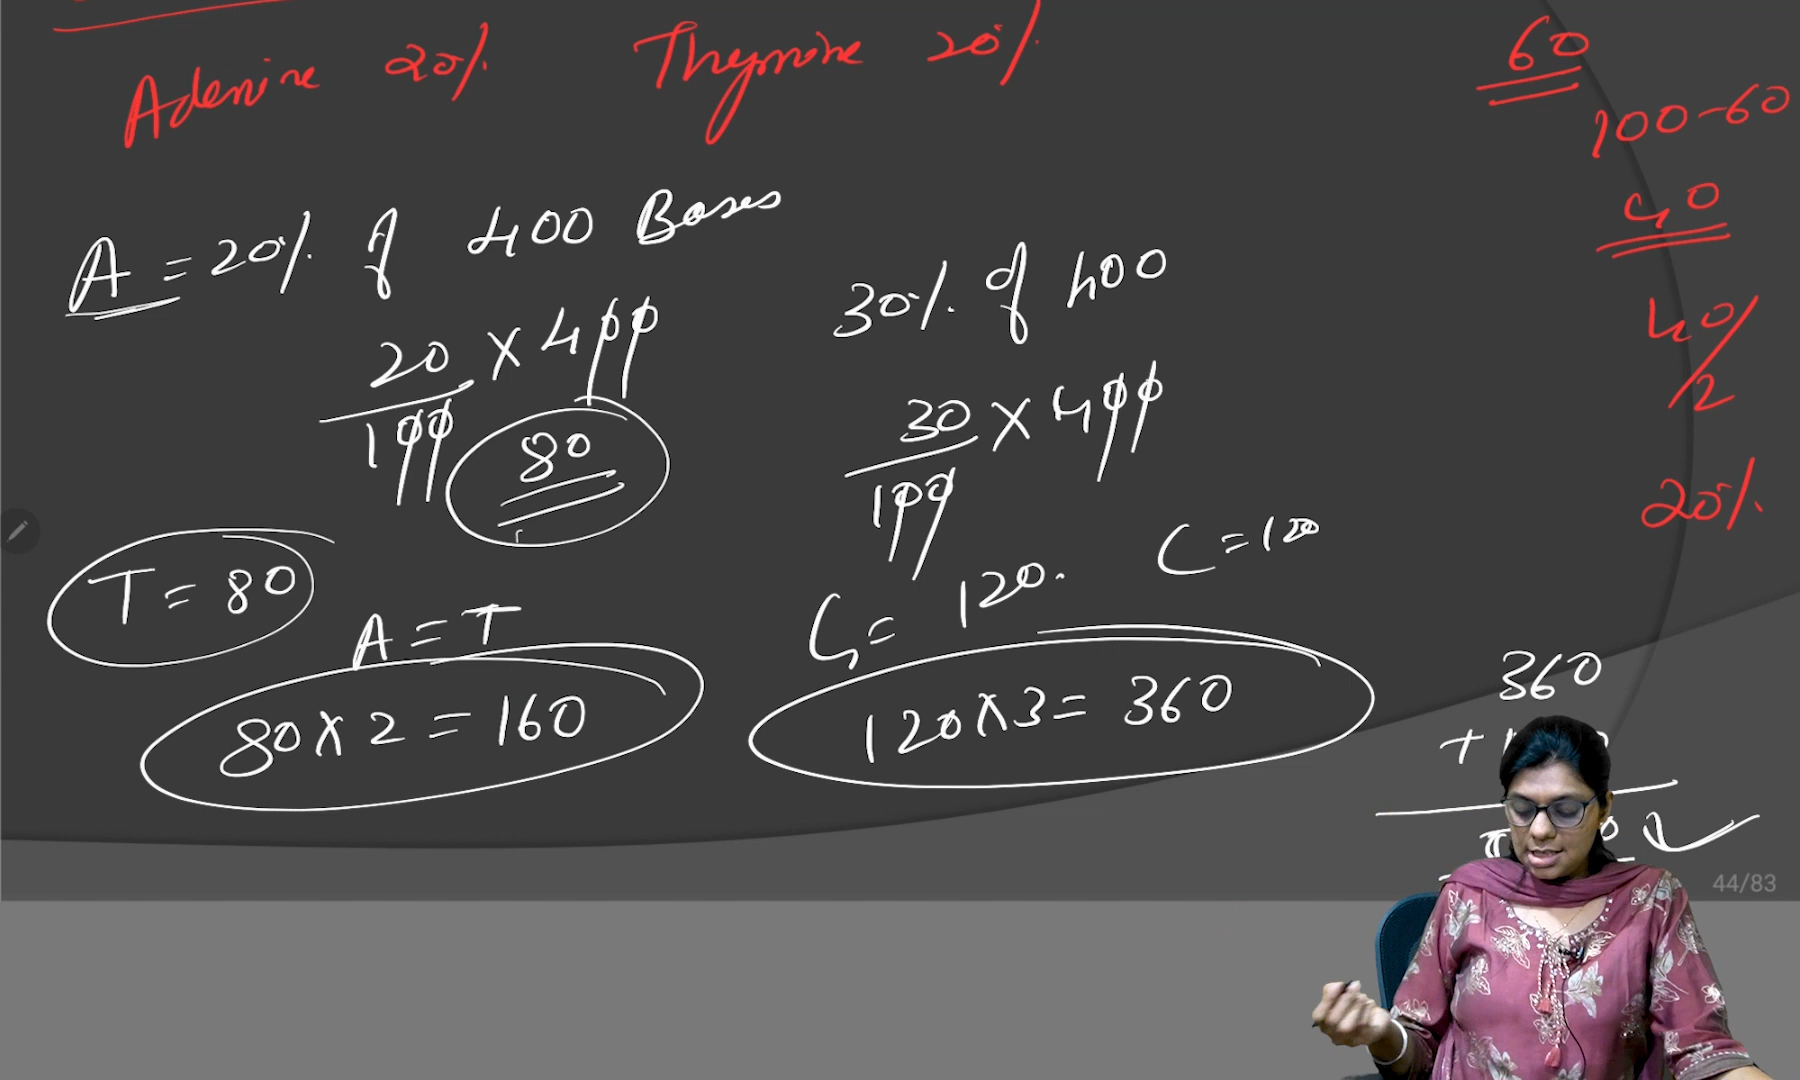 Adenine 20% Thymine 20%
60
100-60
40
40/2
20%
A = 20% of 400 Bases
20/100 × 400
80
30% of 400
30/100 × 400
T = 80
A = T
G = 120. C = 120
80 × 2 = 160
120 × 3 = 360
360
+
44/83